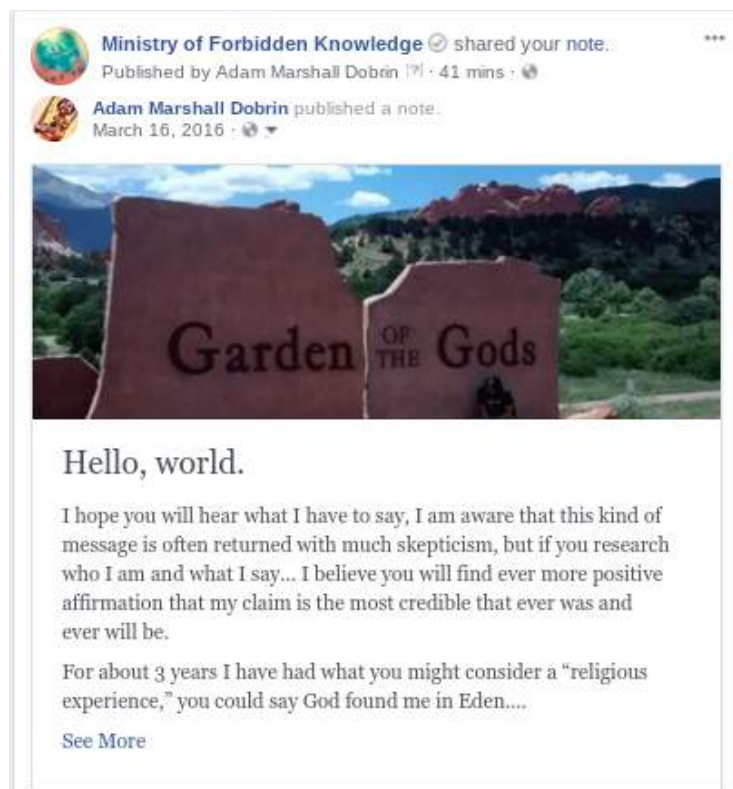 Ministry of Forbidden Knowledge shared your note.
Published by Adam Marshall Dobrin [?] · 41 mins ·
Adam Marshall Dobrin published a note.
March 16, 2016 ·
Garden OF THE Gods
Hello, world.
I hope you will hear what I have to say, I am aware that this kind of
message is often returned with much skepticism, but if you research
who I am and what I say... I believe you will find ever more positive
affirmation that my claim is the most credible that ever was and
ever will be.
For about 3 years I have had what you might consider a “religious
experience,” you could say God found me in Eden....
See More